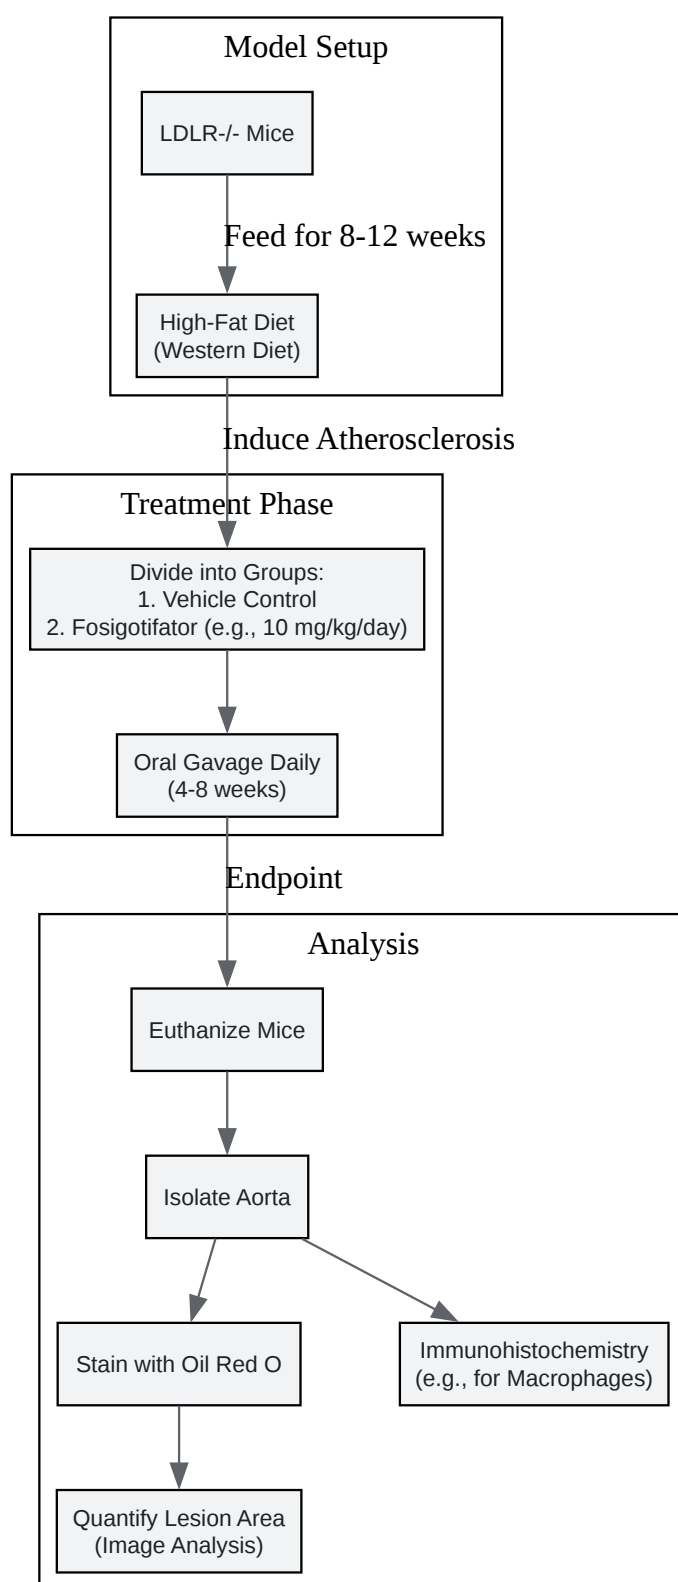 Model Setup
LDLR-/- Mice
Feed for 8-12 weeks
High-Fat Diet
(Western Diet)
Induce Atherosclerosis
Treatment Phase
Divide into Groups:
1. Vehicle Control
2. Fosigotifator (e.g., 10 mg/kg/day)
Oral Gavage Daily
(4-8 weeks)
Endpoint
Analysis
Euthanize Mice
Isolate Aorta
Stain with Oil Red O
Immunohistochemistry
(e.g., for Macrophages)
Quantify Lesion Area
(Image Analysis)